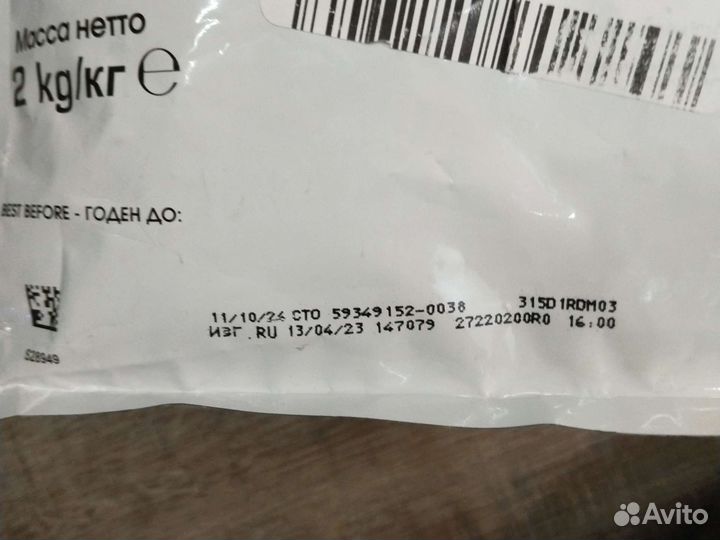 Масса нетто
2 kg/кг e
BEST BEFORE - ГОДЕН ДО:
11/10/24 СТО 59349152-0038 315D1RDM03
ИЗГ.RU 13/04/23 147079 27220200R0 16:00
S28949
Avito